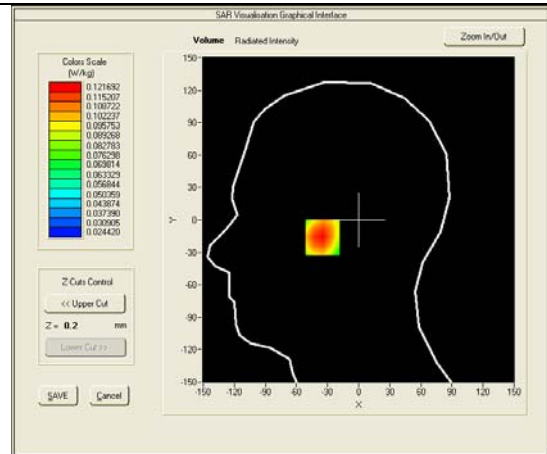 SAR Visualisation Graphical Interface
Volume Radiated Intensity
Zoom In/Out
Colors Scale
(W/kg)
0.121692
0.115207
0.108722
0.102237
0.095753
0.089268
0.082783
0.076298
0.069814
0.063329
0.056844
0.050359
0.043874
0.037390
0.030905
0.024420
150
120
90
60
30
0
-30
-60
-90
-120
-150
Y
-150 -120 -90 -60 -30 0 30 60 90 120 150
X
Z Cuts Control
<< Upper Cut
Z = 0.2 mm
Lower Cut >>
SAVE Cancel